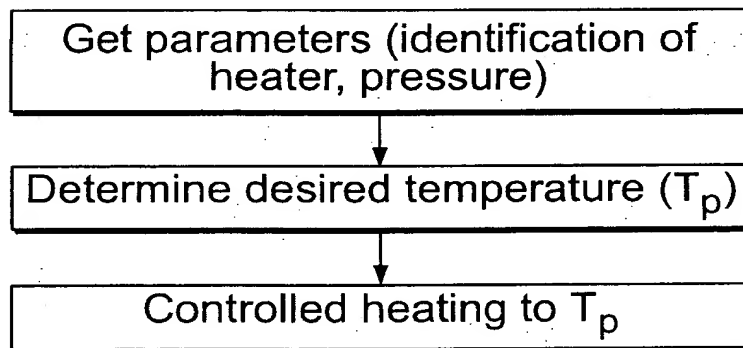 Get parameters (identification of
heater, pressure)
Determine desired temperature (Tp)
Controlled heating to Tp